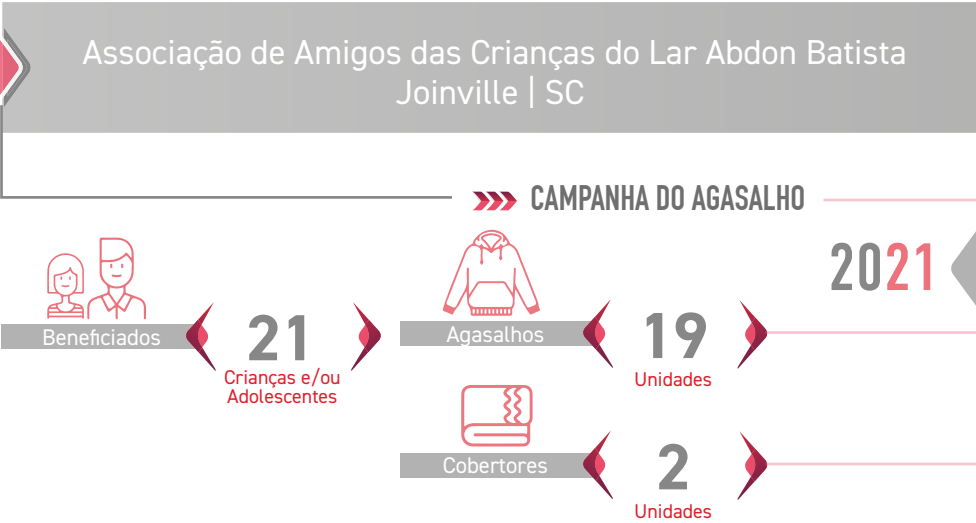 Associação de Amigos das Crianças do Lar Abdon Batista
Joinville | SC
CAMPANHA DO AGASALHO
2021
Beneficiados
21
Crianças e/ou
Adolescentes
Agasalhos
19
Unidades
Cobertores
2
Unidades